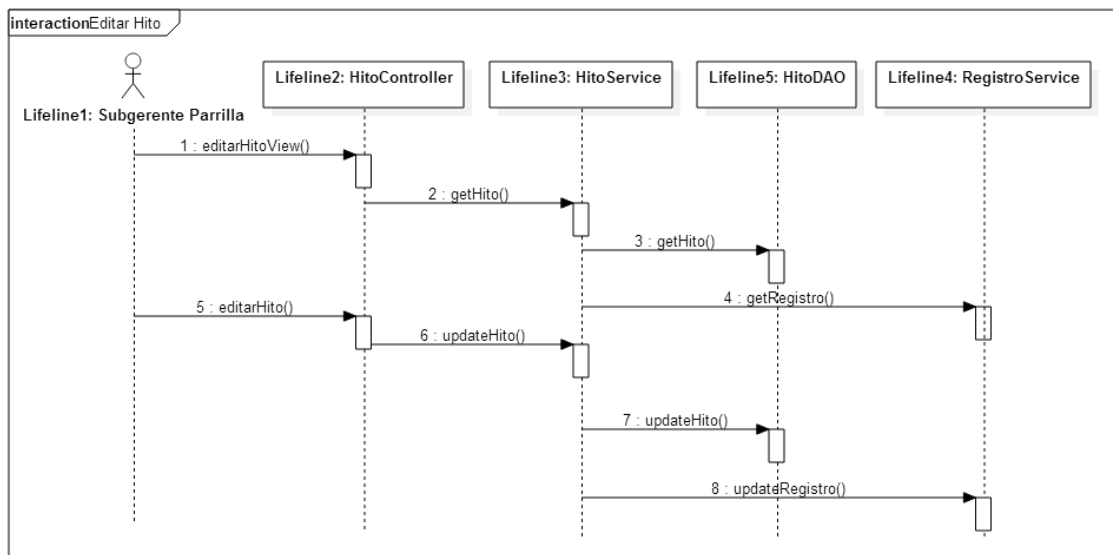 interactionEditar Hito
Lifeline2: HitoController
Lifeline3: HitoService
Lifeline5: HitoDAO
Lifeline4: RegistroService
Lifeline1: Subgerente Parrilla
1 : editarHitoView()
2 : getHito()
3 : getHito()
4 : getRegistro()
5 : editarHito()
6 : updateHito()
7 : updateHito()
8 : updateRegistro()